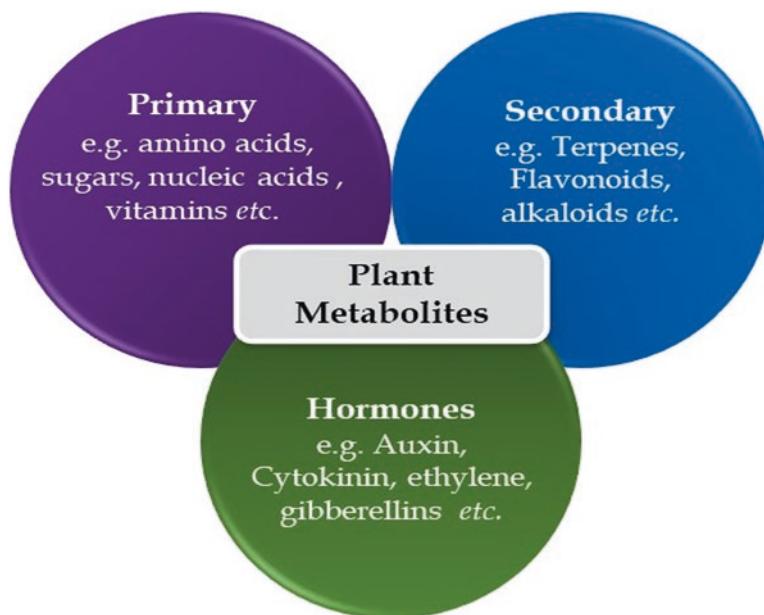 Primary
e.g. amino acids,
sugars, nucleic acids ,
vitamins etc.
Secondary
e.g. Terpenes,
Flavonoids,
alkaloids etc.
Plant
Metabolites
Hormones
e.g. Auxin,
Cytokinin, ethylene,
gibberellins etc.